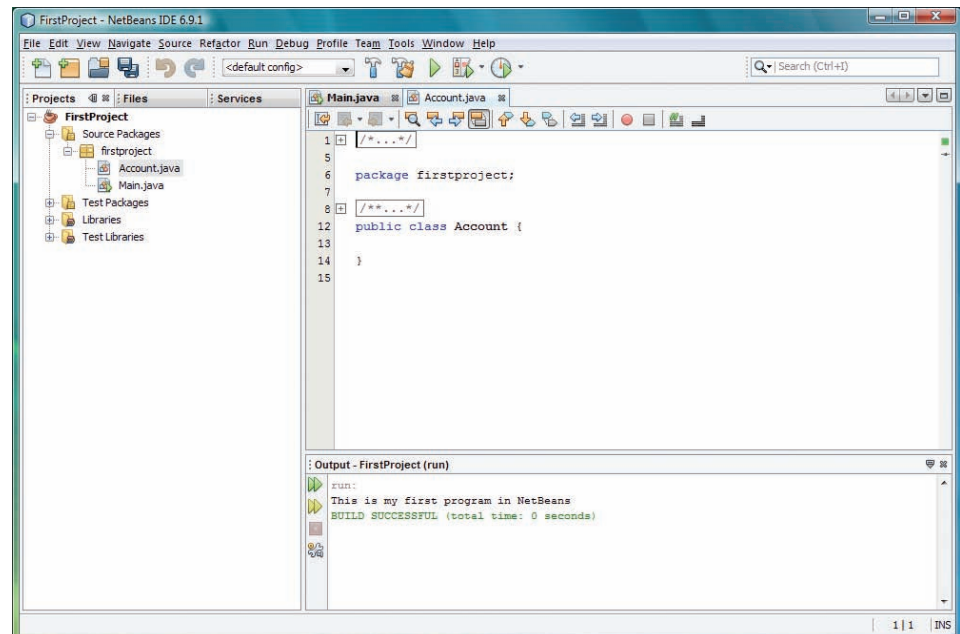 FirstProject - NetBeans IDE 6.9.1
File Edit View Navigate Source Refactor Run Debug Profile Team Tools Window Help
<default config>
Search (Ctrl+I)
Projects
Files
Services
FirstProject
Source Packages
firstproject
Account.java
Main.java
Test Packages
Libraries
Test Libraries
Main.java
Account.java
1 /*...*/
5
6 package firstproject;
7
8 /**...*/
12 public class Account {
13
14 }
15
Output - FirstProject (run)
run:
This is my first program in NetBeans
BUILD SUCCESSFUL (total time: 0 seconds)
1|1 INS